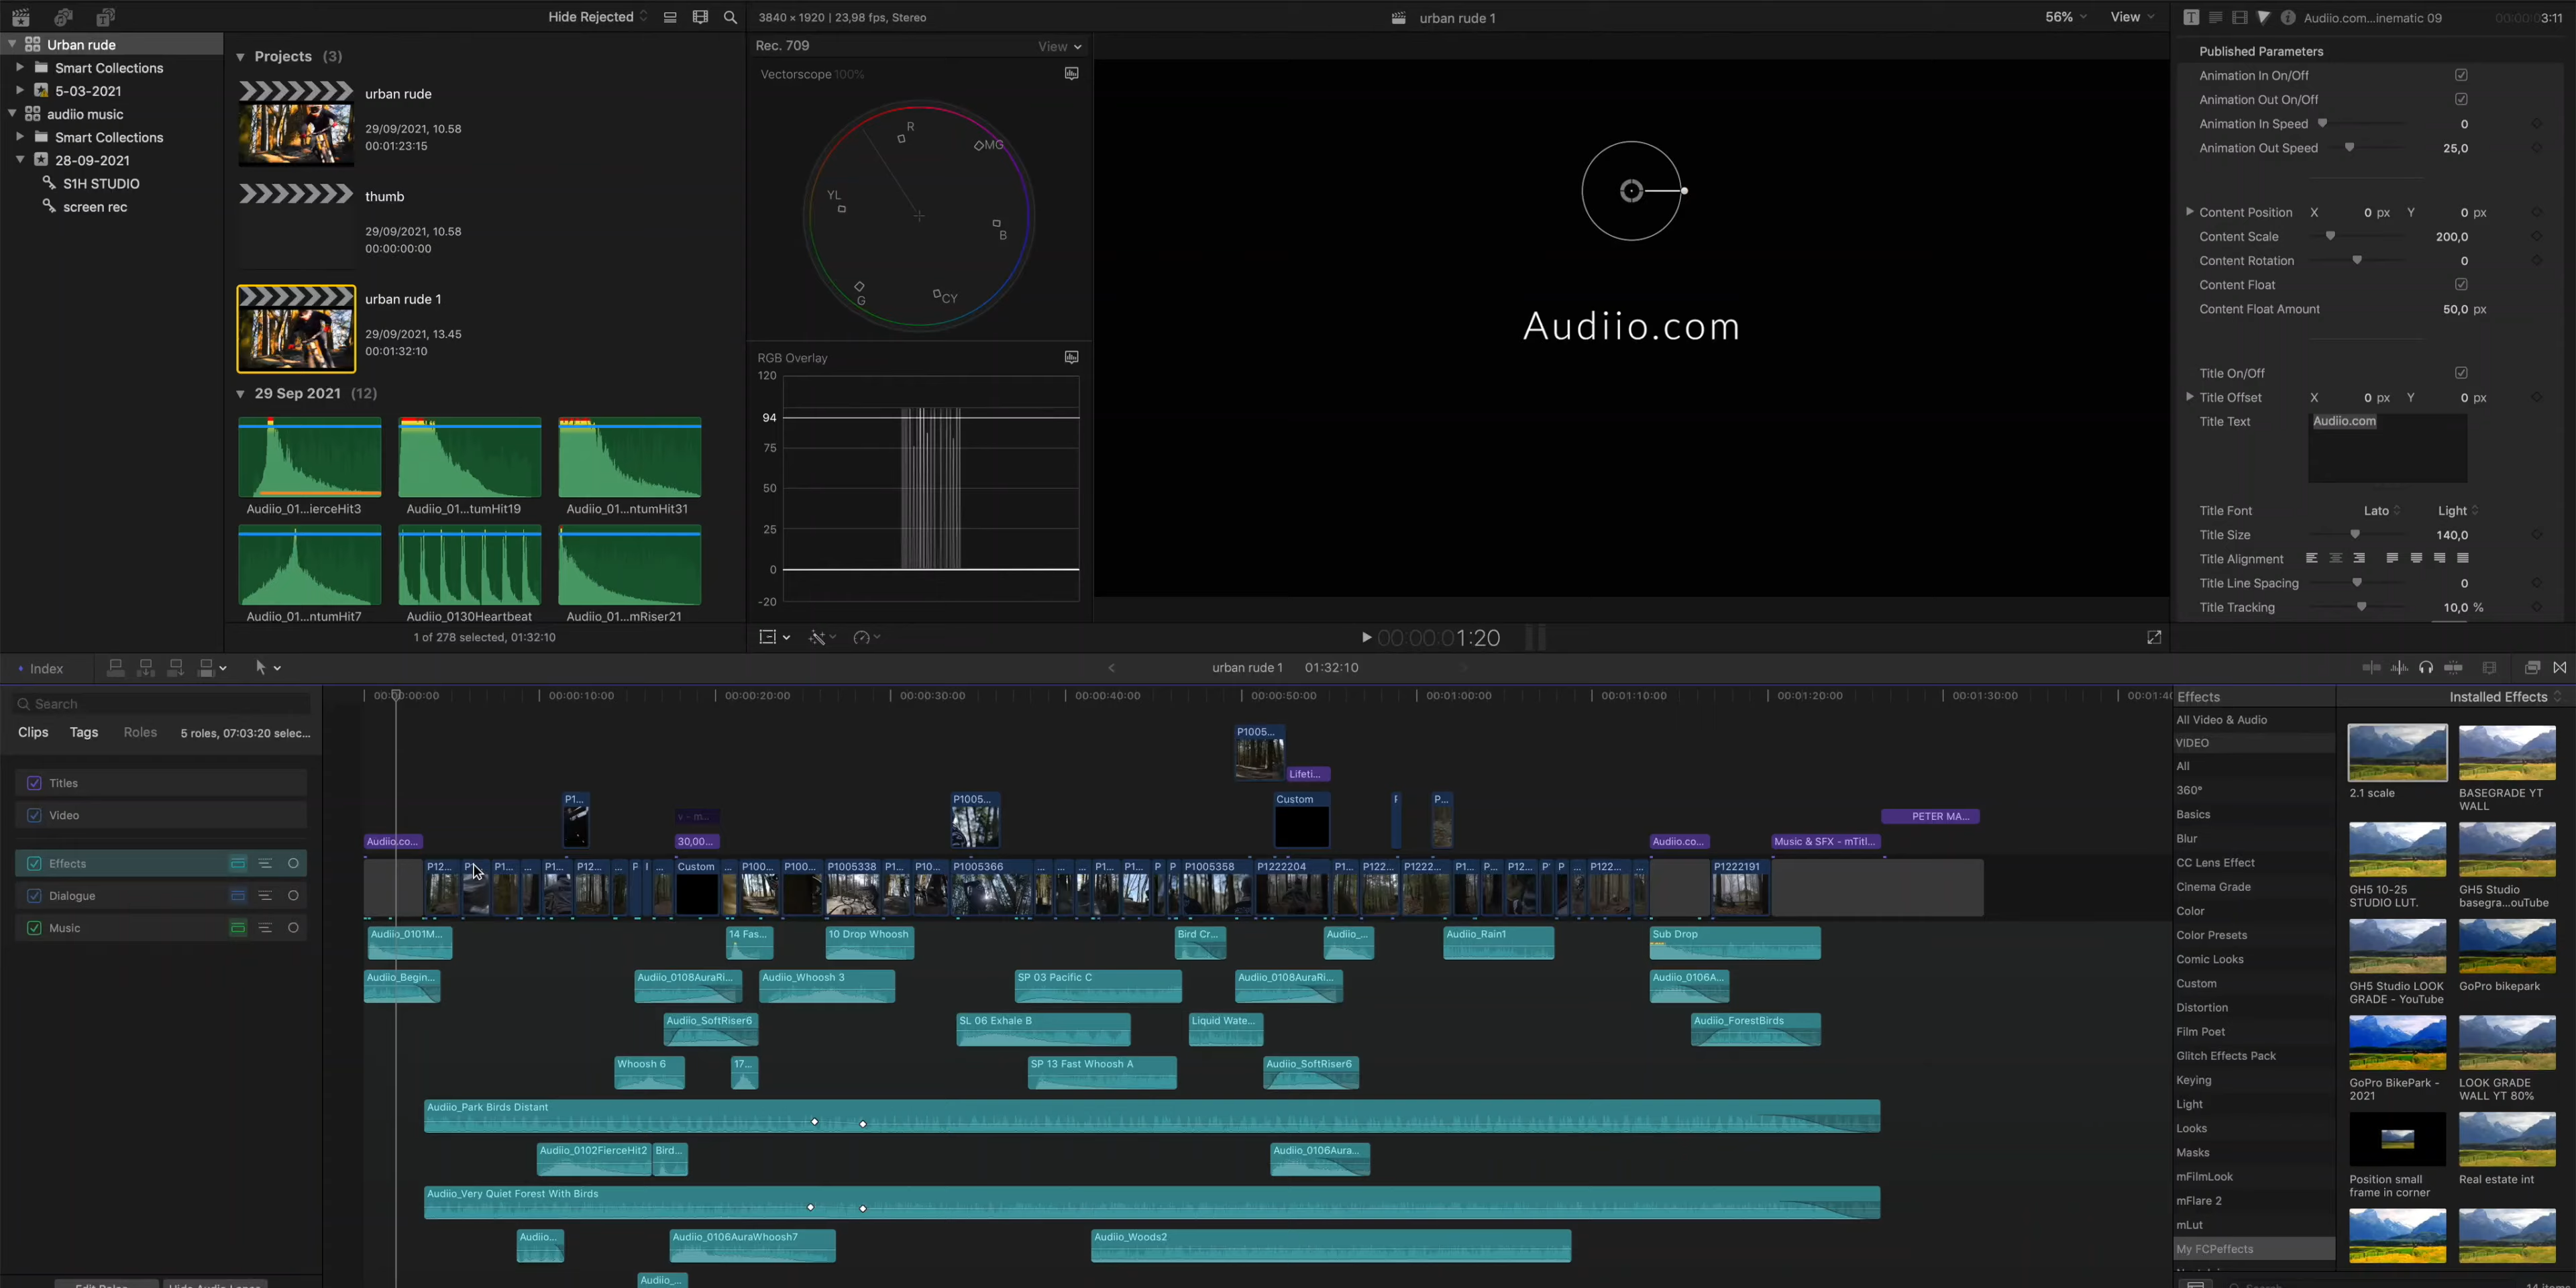 Hide Rejected
3840 × 1920 | 23,98 fps, Stereo
urban rude 1
56%
View
Audiio.com...inematic 09
3:11
Urban rude
Smart Collections
5-03-2021
audiio music
Smart Collections
28-09-2021
S1H STUDIO
screen rec
Projects (3)
urban rude
29/09/2021, 10.58
00:01:23:15
thumb
29/09/2021, 10.58
00:00:00:00
urban rude 1
29/09/2021, 13.45
00:01:32:10
29 Sep 2021 (12)
Audiio_01...ierceHit3
Audiio_01...tumHit19
Audiio_01...ntumHit31
Audiio_01...ntumHit7
Audiio_0130Heartbeat
Audiio_01...mRiser21
1 of 278 selected, 01:32:10
Rec. 709
View
Vectorscope 100%
R
MG
YL
B
G
CY
RGB Overlay
120
94
75
50
25
0
-20
Audiio.com
00:00:01:20
Published Parameters
Animation In On/Off
Animation Out On/Off
Animation In Speed 0
Animation Out Speed 25,0
Content Position X 0 px Y 0 px
Content Scale 200,0
Content Rotation 0
Content Float
Content Float Amount 50,0 px
Title On/Off
Title Offset X 0 px Y 0 px
Title Text Audiio.com
Title Font Lato Light
Title Size 140,0
Title Alignment
Title Line Spacing 0
Title Tracking 10,0 %
Index
urban rude 1 01:32:10
Search
Clips Tags Roles 5 roles, 07:03:20 selec...
Titles
Video
Effects
Dialogue
Music
00:00:00:00
00:00:10:00
00:00:20:00
00:00:30:00
00:00:40:00
00:00:50:00
00:01:00:00
00:01:10:00
00:01:20:00
00:01:30:00
00:01:40
P1005...
Lifeti...
P1...
v - m...
P1005...
Custom
P...
PETER MA...
Audiio.co...
30,00...
Audiio.co...
Music & SFX - mTitl...
P12...
P1...
P1...
P12...
Custom
P100...
P100...
P1005338
P1...
P10...
P1005366
P1...
P1...
P
P
P1005358
P1222204
P1...
P122...
P1222...
P1...
P...
P12...
P
P122...
P1222191
Audiio_0101M...
14 Fas...
10 Drop Whoosh
Bird Cr...
Audiio_...
Audiio_Rain1
Sub Drop
Audiio_Begin...
Audiio_0108AuraRi...
Audiio_Whoosh 3
SP 03 Pacific C
Audiio_0108AuraRi...
Audiio_0106A...
Audiio_SoftRiser6
SL 06 Exhale B
Liquid Wate...
Audiio_ForestBirds
Whoosh 6
17...
SP 13 Fast Whoosh A
Audiio_SoftRiser6
Audiio_Park Birds Distant
Audiio_0102FierceHit2
Bird...
Audiio_0106Aura...
Audiio_Very Quiet Forest With Birds
Audiio...
Audiio_0106AuraWhoosh7
Audiio_Woods2
Audiio_...
Effects
Installed Effects
All Video & Audio
VIDEO
All
360°
Basics
Blur
CC Lens Effect
Cinema Grade
Color
Color Presets
Comic Looks
Custom
Distortion
Film Poet
Glitch Effects Pack
Keying
Light
Looks
Masks
mFilmLook
mFlare 2
mLut
My FCPeffects
2.1 scale
BASEGRADE YT
WALL
GH5 10-25
STUDIO LUT.
GH5 Studio
basegra...ouTube
GH5 Studio LOOK
GRADE - YouTube
GoPro bikepark
GoPro BikePark -
2021
LOOK GRADE
WALL YT 80%
Position small
frame in corner
Real estate int